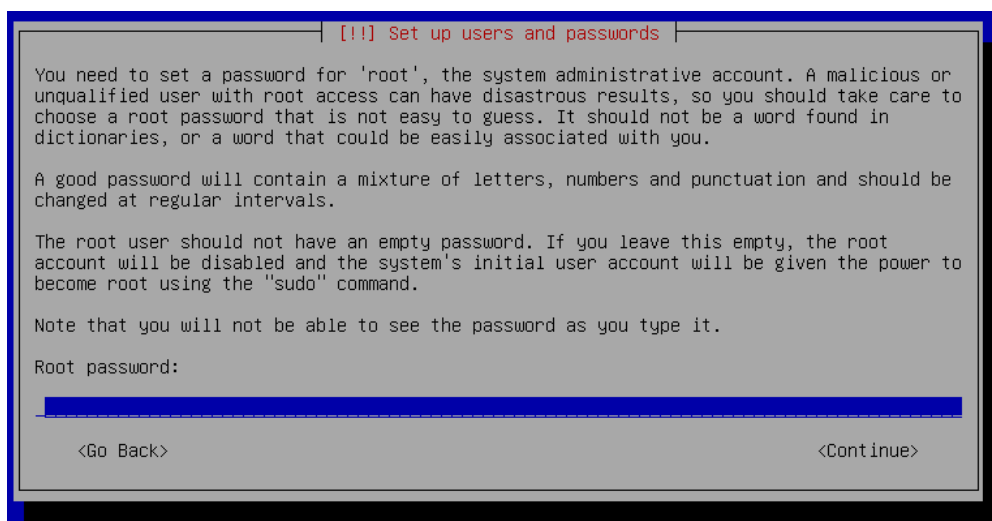 [!!] Set up users and passwords
You need to set a password for 'root', the system administrative account. A malicious or
unqualified user with root access can have disastrous results, so you should take care to
choose a root password that is not easy to guess. It should not be a word found in
dictionaries, or a word that could be easily associated with you.
A good password will contain a mixture of letters, numbers and punctuation and should be
changed at regular intervals.
The root user should not have an empty password. If you leave this empty, the root
account will be disabled and the system's initial user account will be given the power to
become root using the "sudo" command.
Note that you will not be able to see the password as you type it.
Root password:
<Go Back>
<Continue>